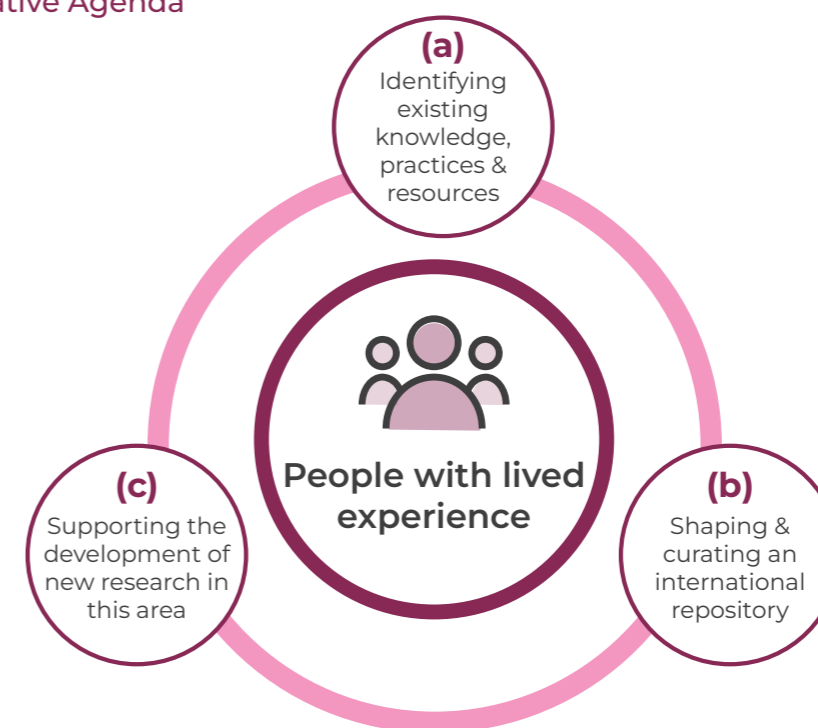 Agenda
(a)
Identifying
existing
knowledge,
practices &
resources
People with lived
experience
(c)
Supporting the
development of
new research in
this area
(b)
Shaping &
curating an
international
repository